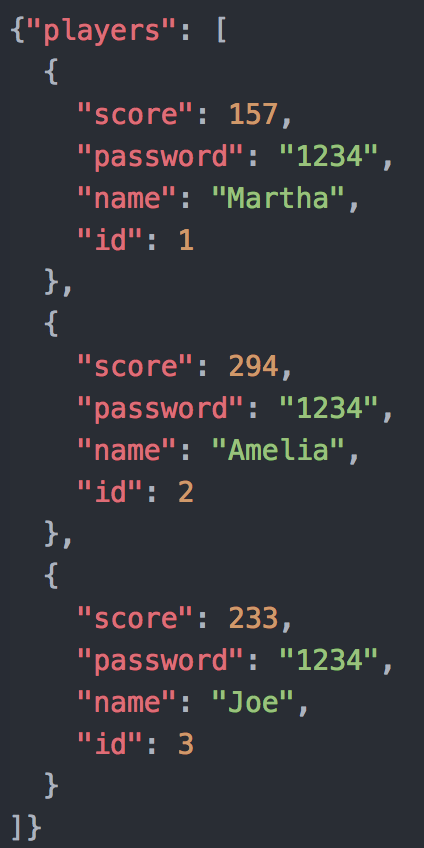 {"players": [
  {
    "score": 157,
    "password": "1234",
    "name": "Martha",
    "id": 1
  },
  {
    "score": 294,
    "password": "1234",
    "name": "Amelia",
    "id": 2
  },
  {
    "score": 233,
    "password": "1234",
    "name": "Joe",
    "id": 3
  }
]}